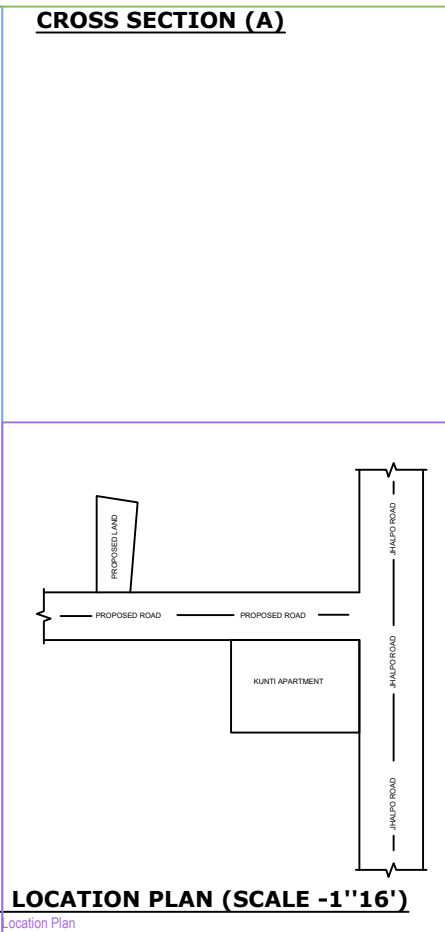 CROSS SECTION (A)
PROPOSED LAND
JHALPO ROAD
PROPOSED ROAD
PROPOSED ROAD
JHALPO ROAD
KUNTI APARTMENT
JHALPO ROAD
LOCATION PLAN (SCALE -1''16')
Location Plan